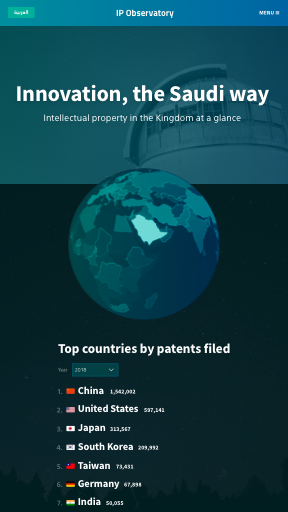 العربية
IP Observatory
MENU
Innovation, the Saudi way
Intellectual property in the Kingdom at a glance
Top countries by patents filed
Year 2018
1. China 1,542,002
2. United States 597,141
3. Japan 313,567
4. South Korea 209,992
5. Taiwan 73,431
6. Germany 67,898
7. India 50,055